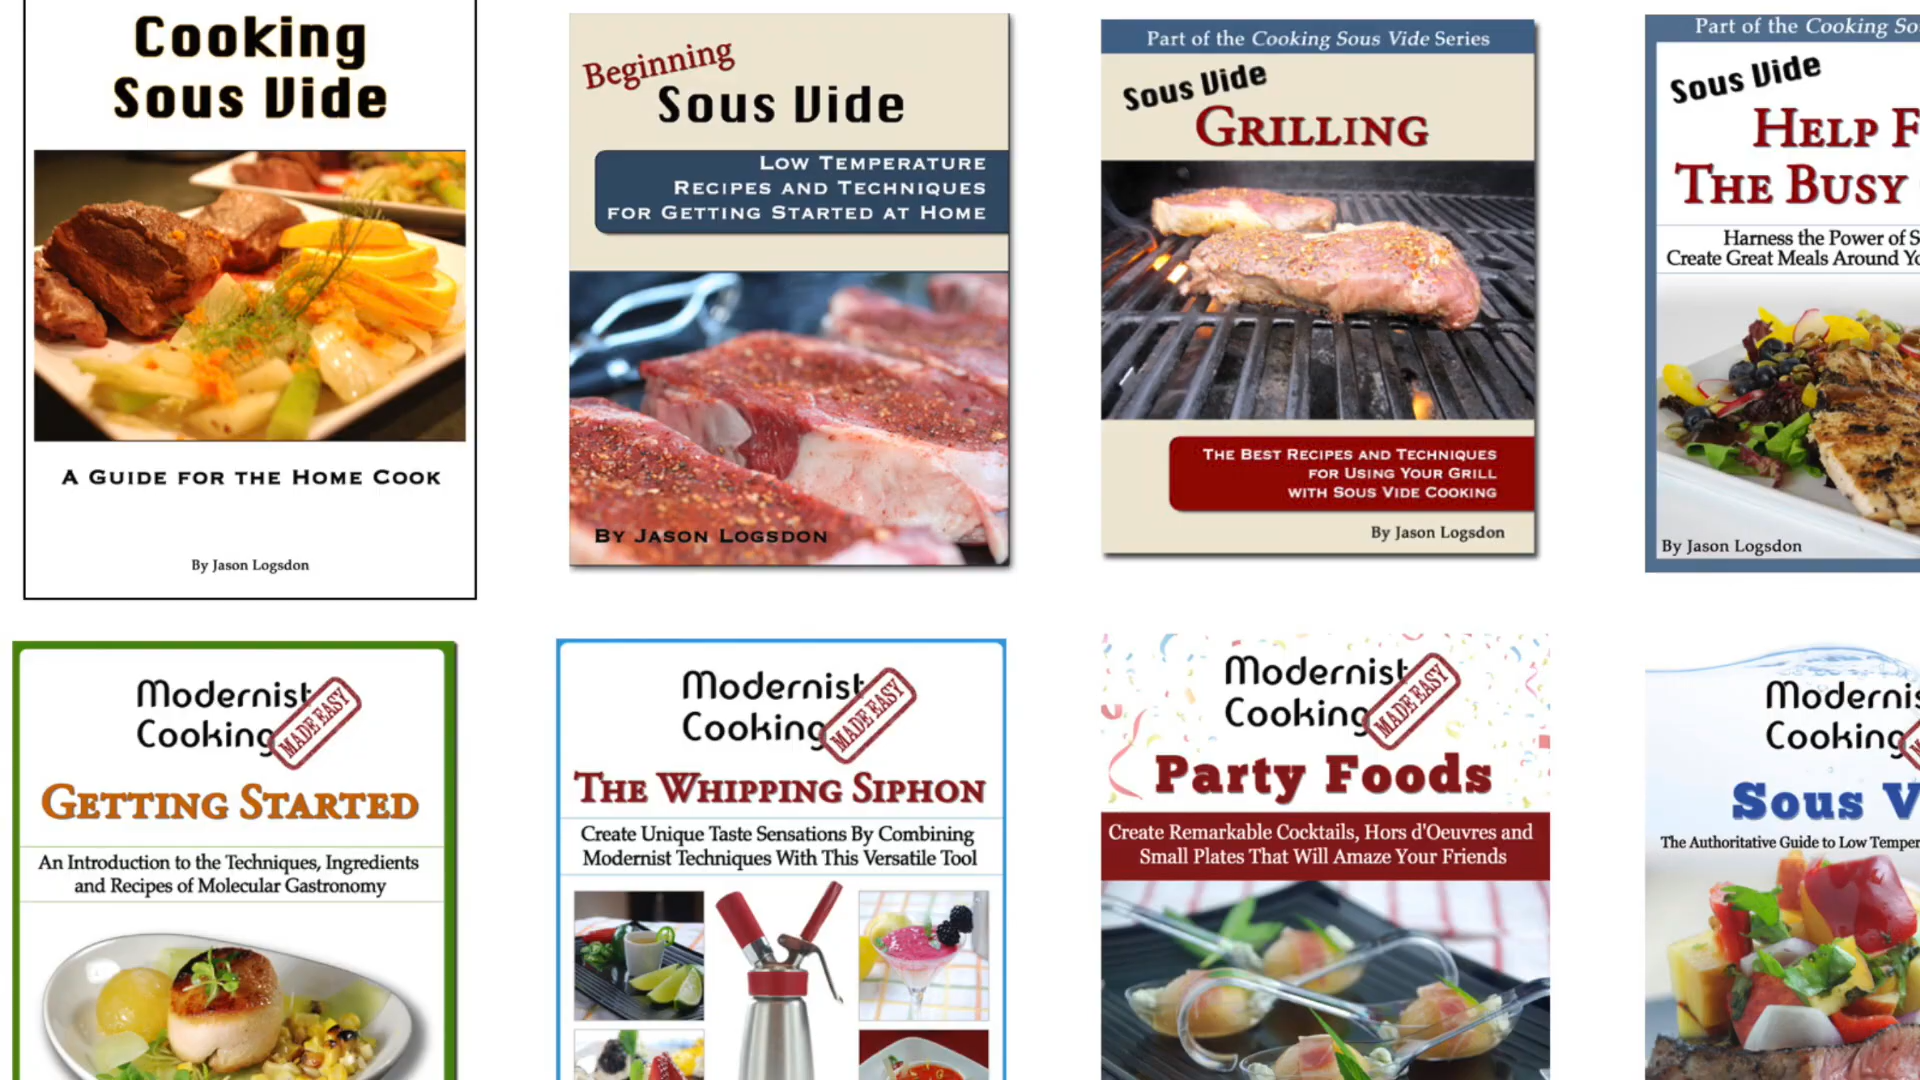 Cooking
Sous Vide
A Guide for the Home Cook
By Jason Logsdon
Beginning
Sous Vide
Low Temperature
Recipes and Techniques
for Getting Started at Home
By Jason Logsdon
Part of the Cooking Sous Vide Series
Sous Vide
Grilling
The Best Recipes and Techniques
for Using Your Grill
with Sous Vide Cooking
By Jason Logsdon
Part of the Cooking So
Sous Vide
Help F
The Busy
Harness the Power of S
Create Great Meals Around Yo
By Jason Logsdon
Modernist
Cooking
MADE EASY
Getting Started
An Introduction to the Techniques, Ingredients
and Recipes of Molecular Gastronomy
Modernist
Cooking
MADE EASY
The Whipping Siphon
Create Unique Taste Sensations By Combining
Modernist Techniques With This Versatile Tool
Modernist
Cooking
MADE EASY
Party Foods
Create Remarkable Cocktails, Hors d'Oeuvres and
Small Plates That Will Amaze Your Friends
Modernis
Cooking
Sous V
The Authoritative Guide to Low Temper